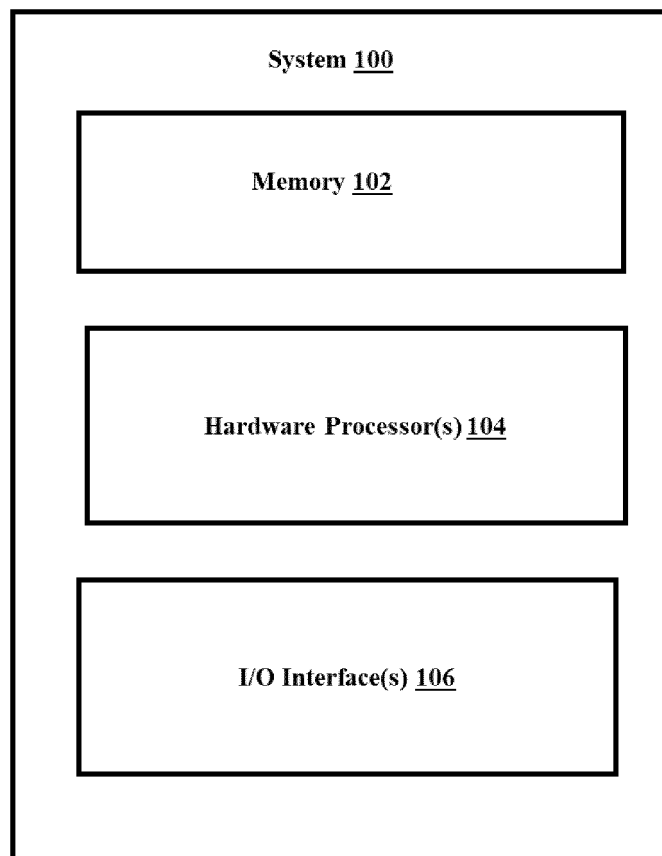 System 100
Memory 102
Hardware Processor(s) 104
I/O Interface(s) 106